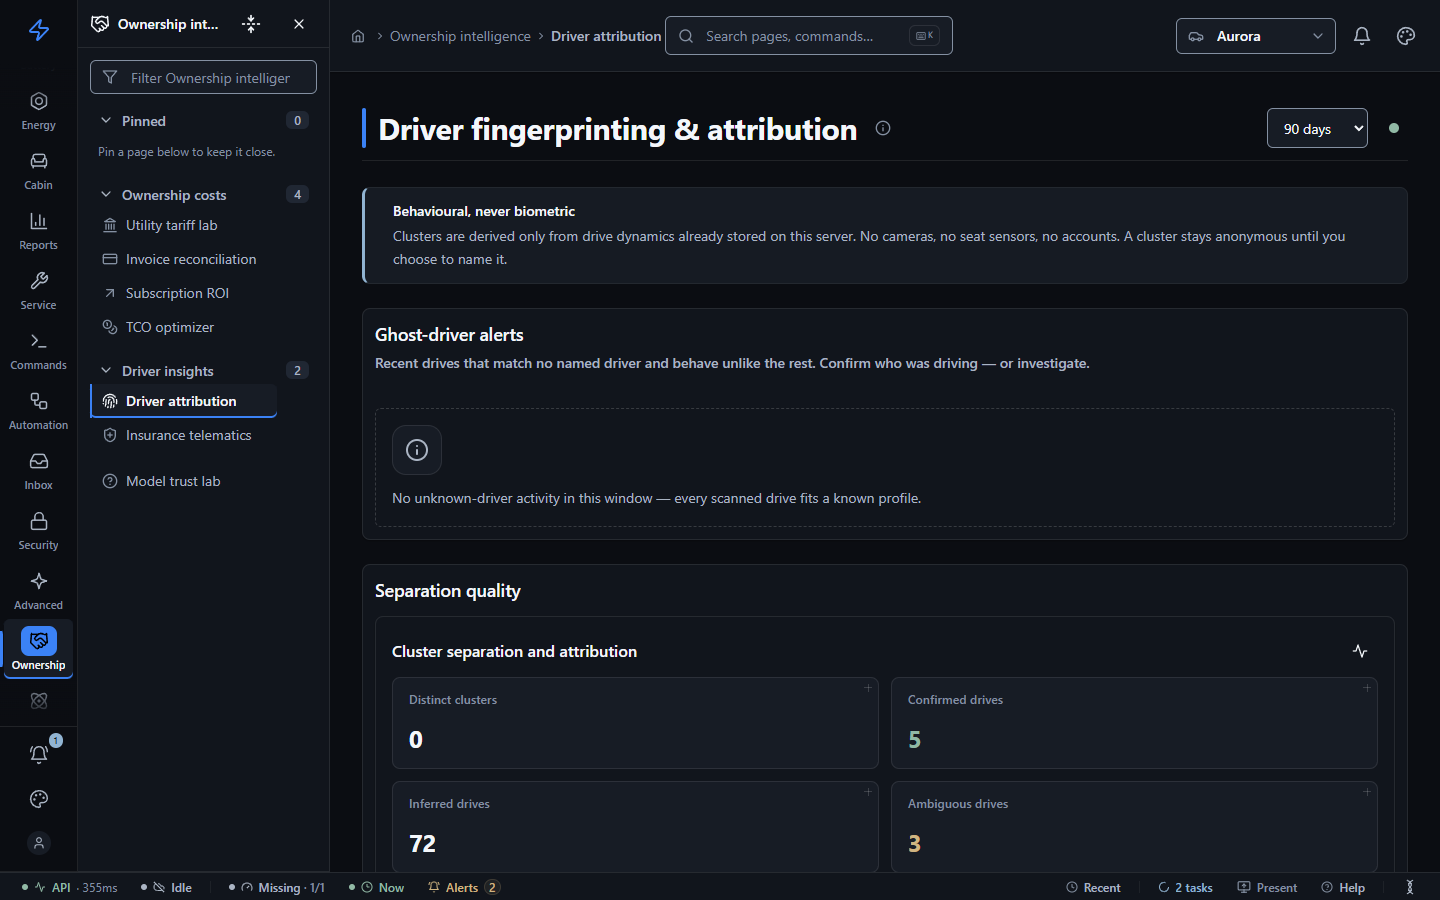 Ownership int...
Ownership intelligence
Driver attribution
Search pages, commands...
K
Aurora
Energy
Cabin
Reports
Service
Commands
Automation
Inbox
Security
Advanced
Ownership
1
Filter Ownership intelliger
Pinned
0
Pin a page below to keep it close.
Ownership costs
4
Utility tariff lab
Invoice reconciliation
Subscription ROI
TCO optimizer
Driver insights
2
Driver attribution
Insurance telematics
Model trust lab
Driver fingerprinting & attribution
90 days
Behavioural, never biometric
Clusters are derived only from drive dynamics already stored on this server. No cameras, no seat sensors, no accounts. A cluster stays anonymous until you
choose to name it.
Ghost-driver alerts
Recent drives that match no named driver and behave unlike the rest. Confirm who was driving — or investigate.
No unknown-driver activity in this window — every scanned drive fits a known profile.
Separation quality
Cluster separation and attribution
Distinct clusters
0
Confirmed drives
5
Inferred drives
72
Ambiguous drives
3
API · 355ms
Idle
Missing · 1/1
Now
Alerts 2
Recent
2 tasks
Present
Help